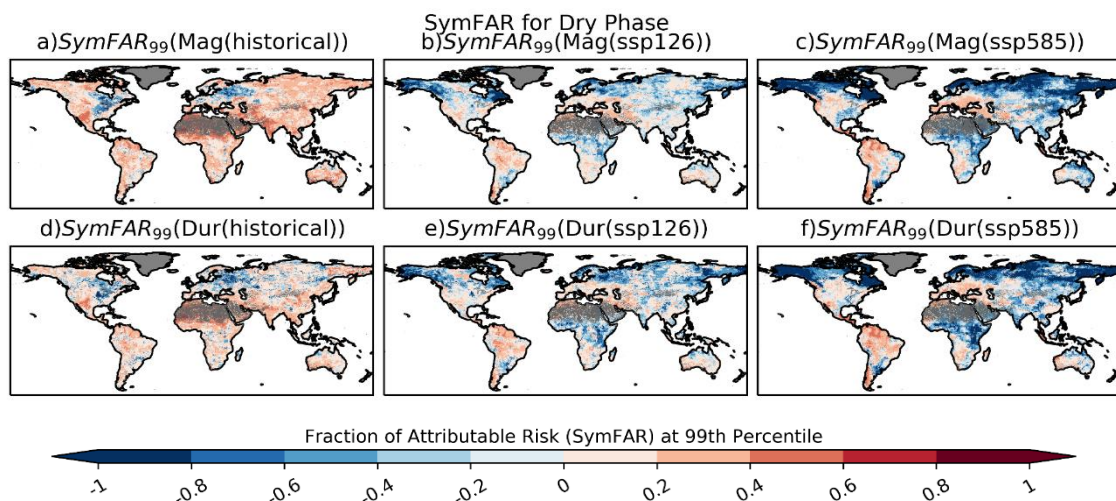 SymFAR for Dry Phase
a)SymFAR99(Mag(historical))
b)SymFAR99(Mag(ssp126))
c)SymFAR99(Mag(ssp585))
d)SymFAR99(Dur(historical))
e)SymFAR99(Dur(ssp126))
f)SymFAR99(Dur(ssp585))
Fraction of Attributable Risk (SymFAR) at 99th Percentile
-1 -0.8 -0.6 -0.4 -0.2 0 0.2 0.4 0.6 0.8 1